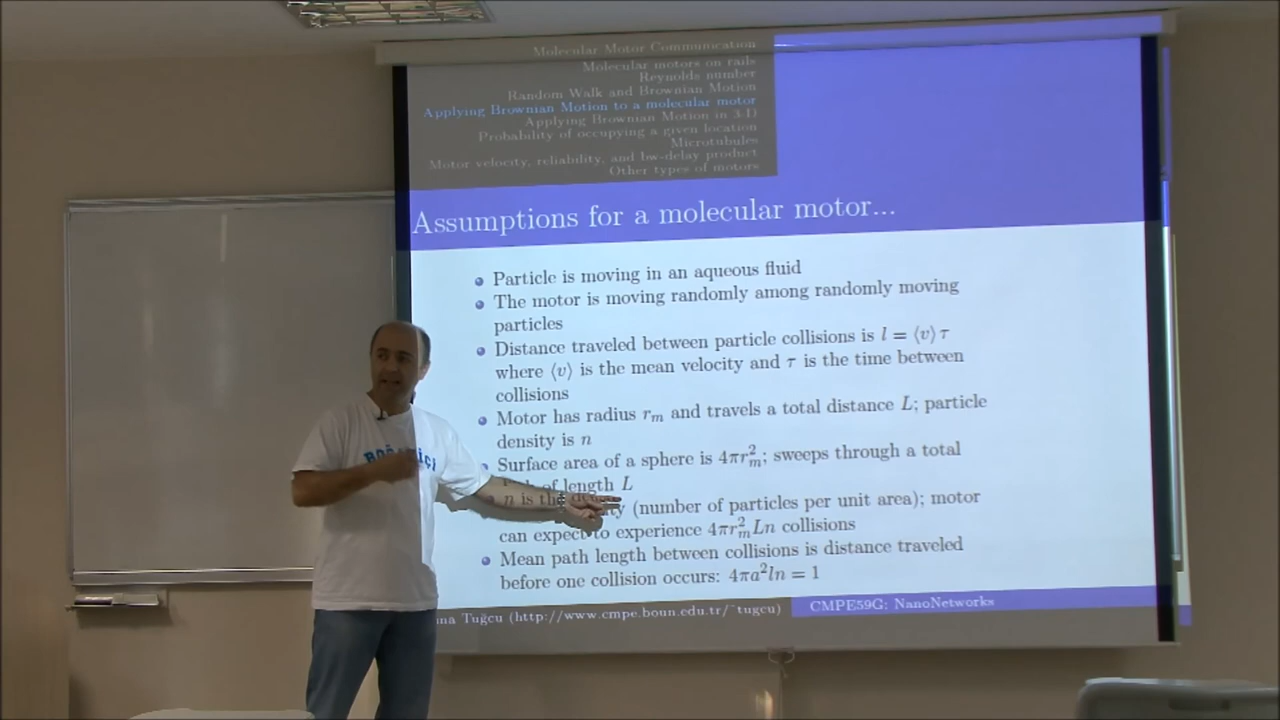 Molecular Motor Communication
Molecular motors on rails
Reynolds number
Random Walk and Brownian Motion
Applying Brownian Motion to a molecular motor
Applying Brownian Motion in 3-D
Probability of occupying a given location
Microtubules
Motor velocity, reliability, and bw-delay product
Other types of motors
Assumptions for a molecular motor...
Particle is moving in an aqueous fluid
The motor is moving randomly among randomly moving
particles
Distance traveled between particle collisions is l = ⟨v⟩τ
where ⟨v⟩ is the mean velocity and τ is the time between
collisions
Motor has radius r_m and travels a total distance L; particle
density is n
Surface area of a sphere is 4πr_m^2; sweeps through a total
of length L
n is the (number of particles per unit area); motor
can expect to experience 4πr_m^2Ln collisions
Mean path length between collisions is distance traveled
before one collision occurs: 4πa^2ln = 1
Tuğcu (http://www.cmpe.boun.edu.tr/~tugcu)
CMPE59G: NanoNetworks